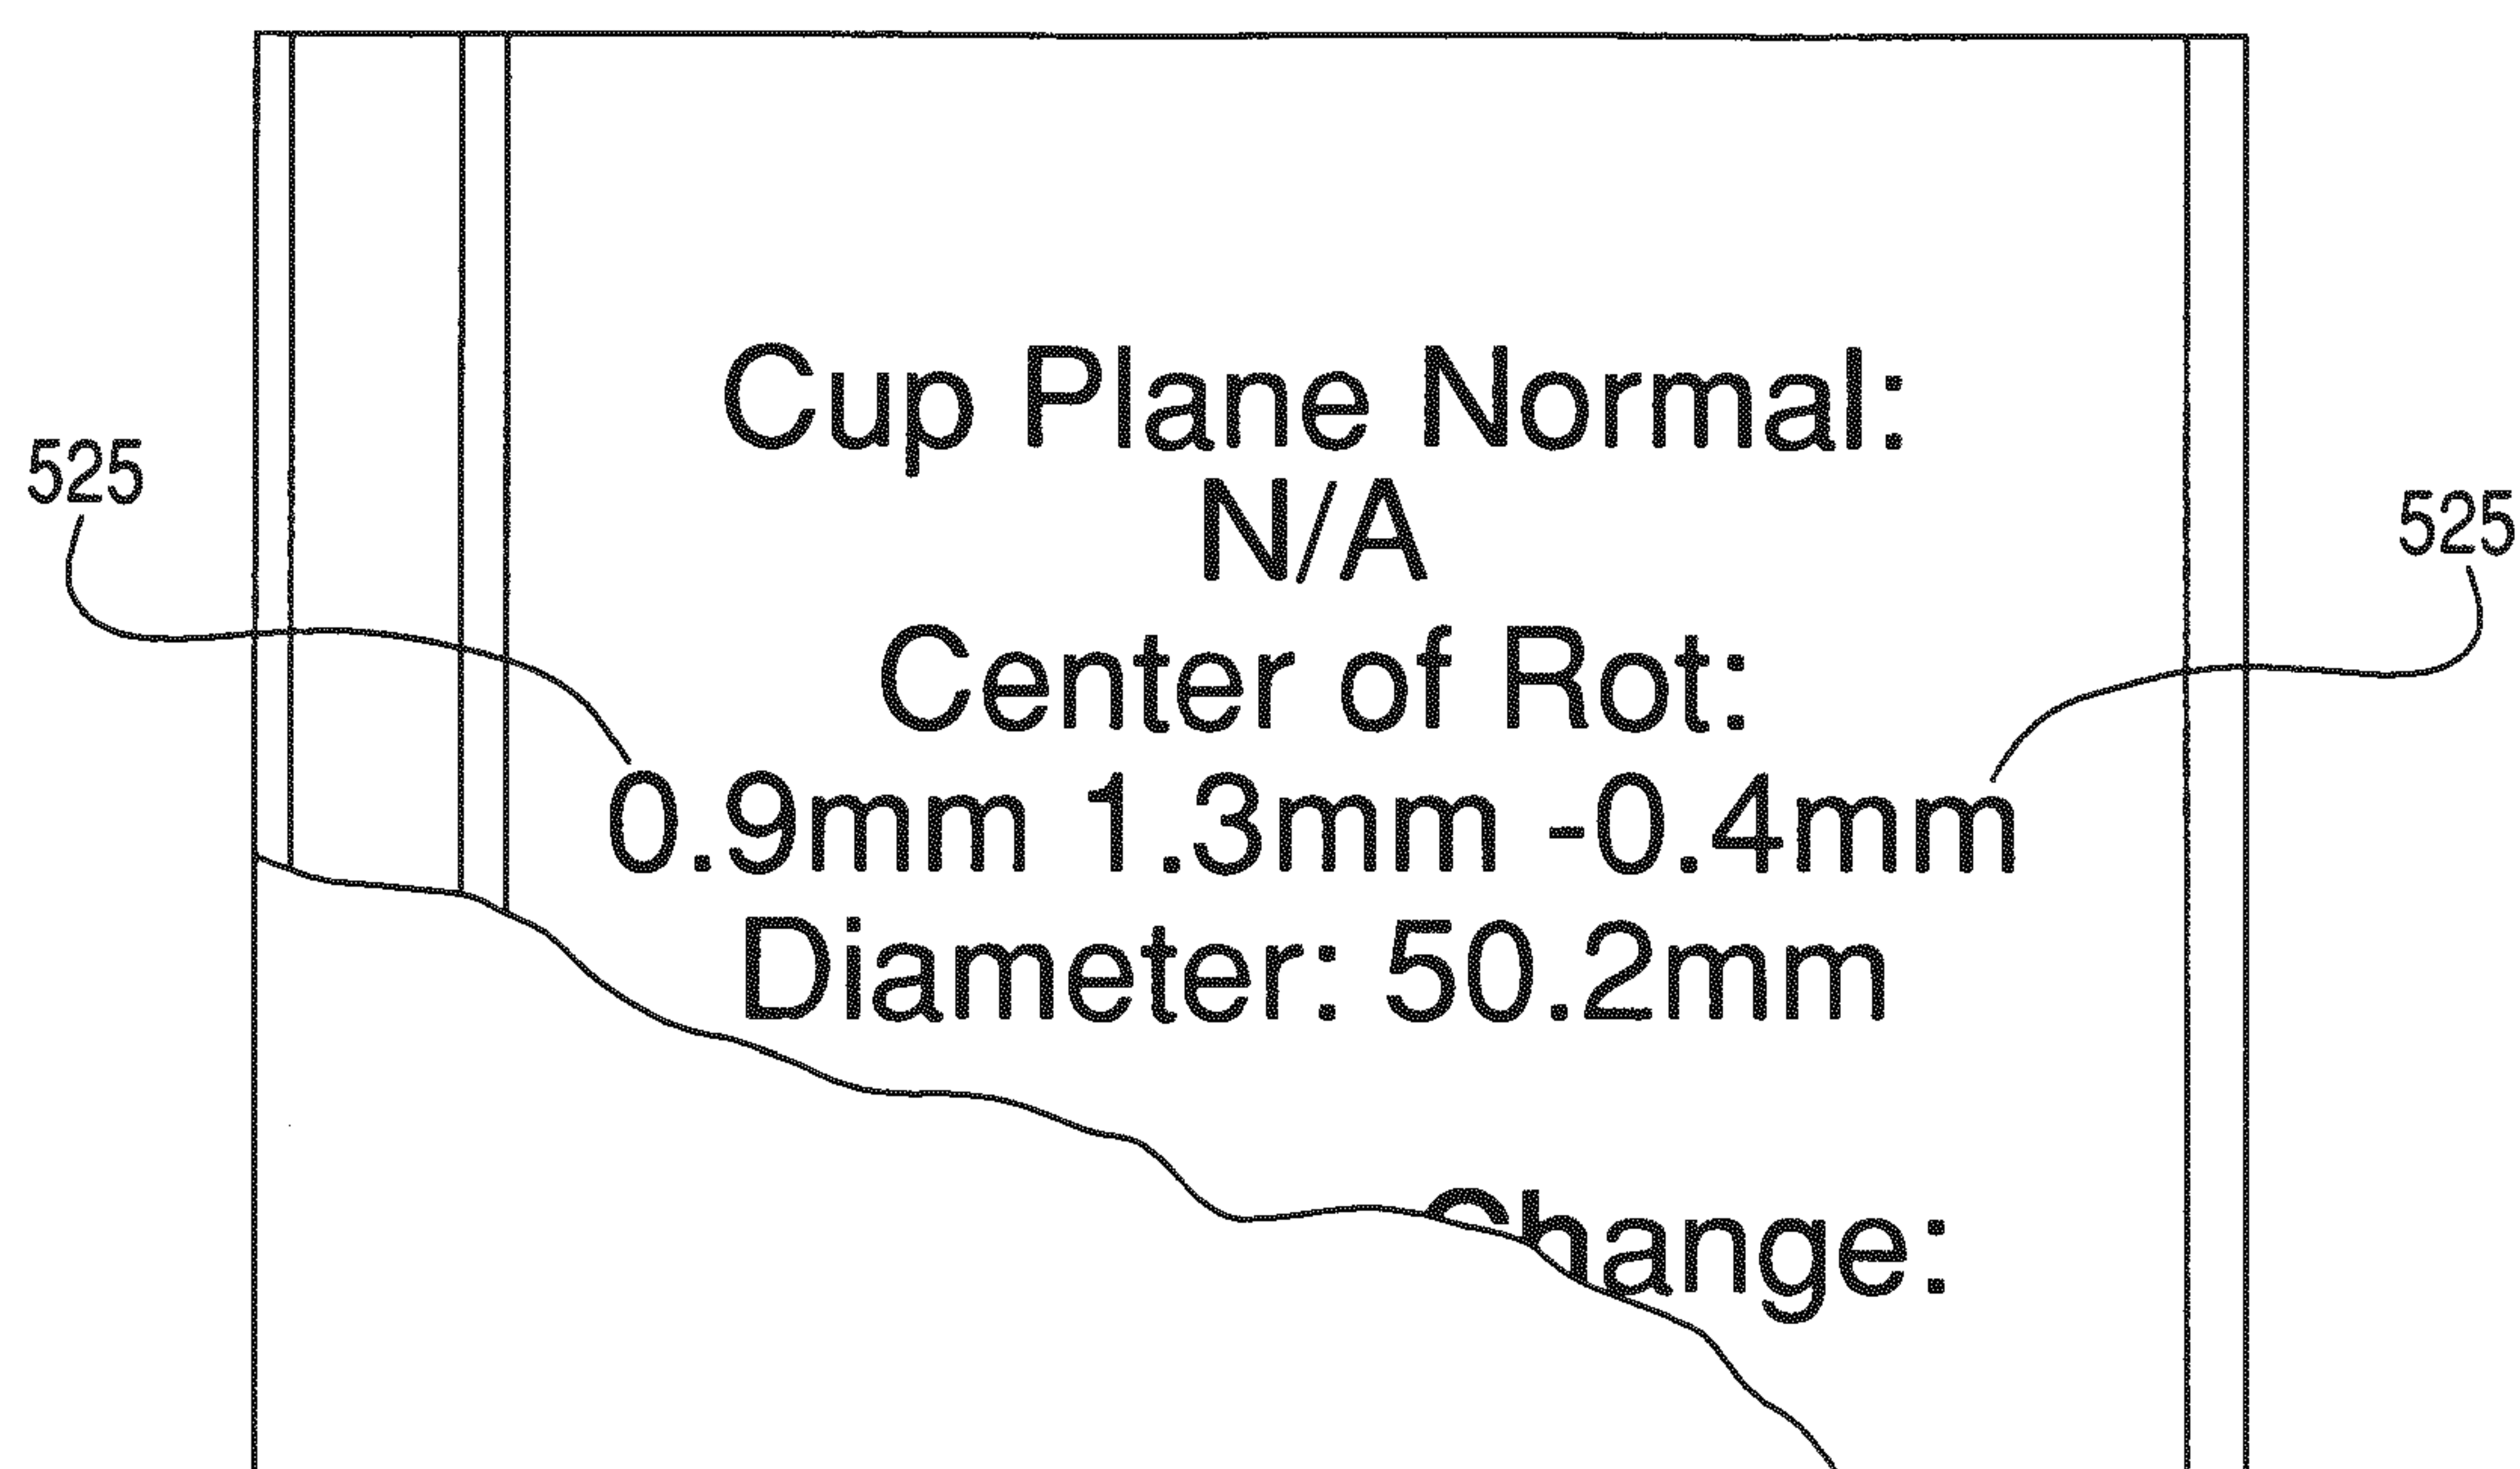 Cup Plane Normal:
525
N/A
525
Center of Rot:
0.9mm 1.3mm -0.4mm
Diameter: 50.2mm
Change: